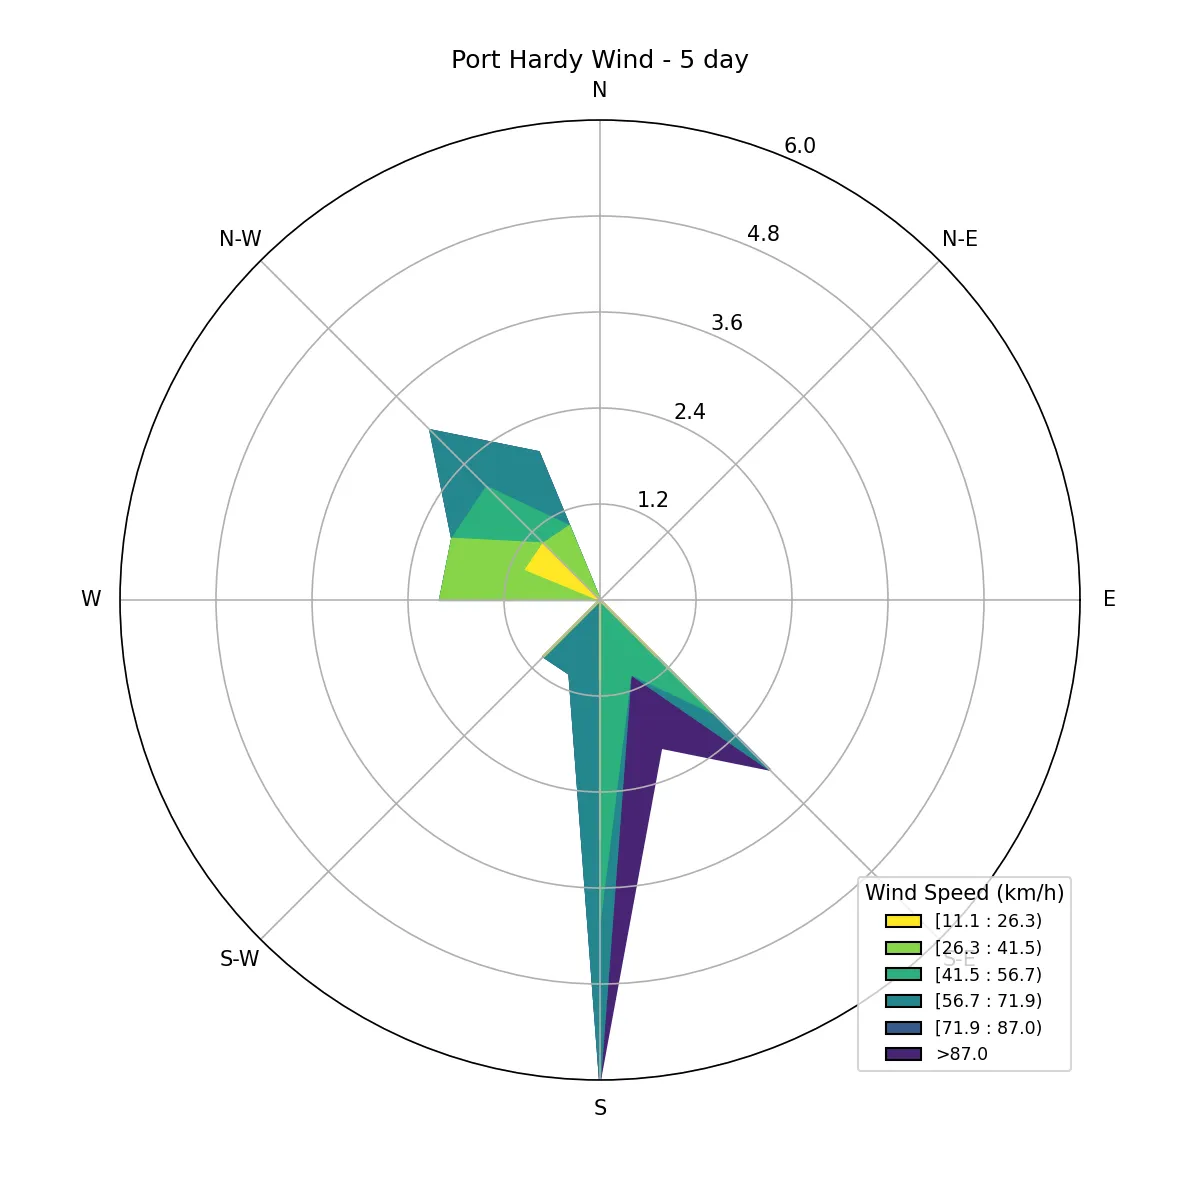 Port Hardy Wind - 5 day
N
6.0
N-W
N-E
4.8
3.6
2.4
1.2
W
E
Wind Speed (km/h)
[11.1 : 26.3)
[26.3 : 41.5)
S-W
S-E
[41.5 : 56.7)
[56.7 : 71.9)
[71.9 : 87.0)
>87.0
S